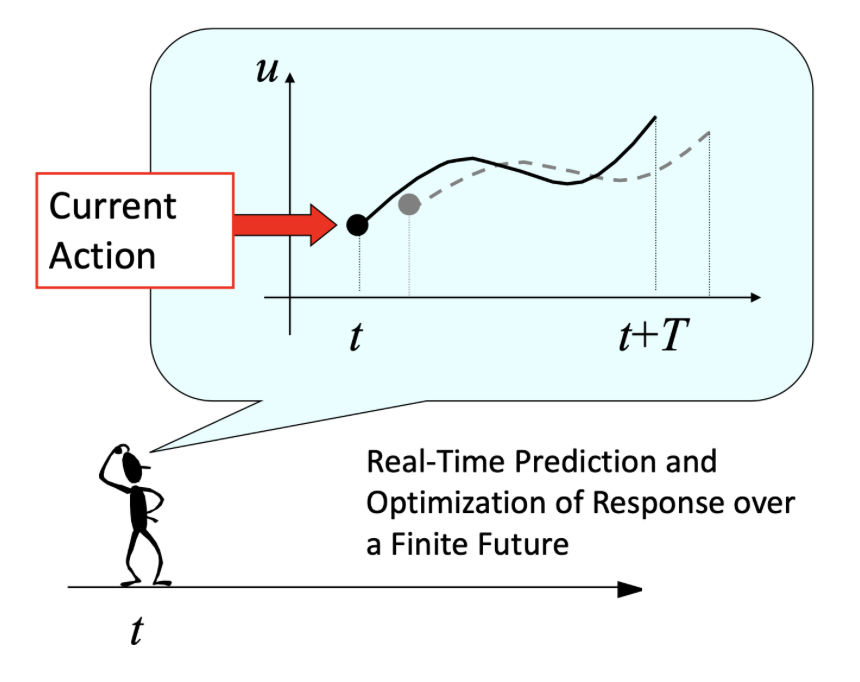 u
Current
Action
t
t+T
Real-Time Prediction and
Optimization of Response over
a Finite Future
t